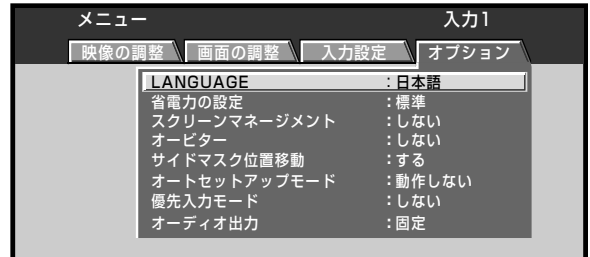 メニュー 入力1
映像の調整 画面の調整 入力設定 オプション
LANGUAGE :日本語
省電力の設定 :標準
スクリーンマネージメント :しない
オービター :しない
サイドマスク位置移動 :する
オートセットアップモード :動作しない
優先入力モード :しない
オーディオ出力 :固定